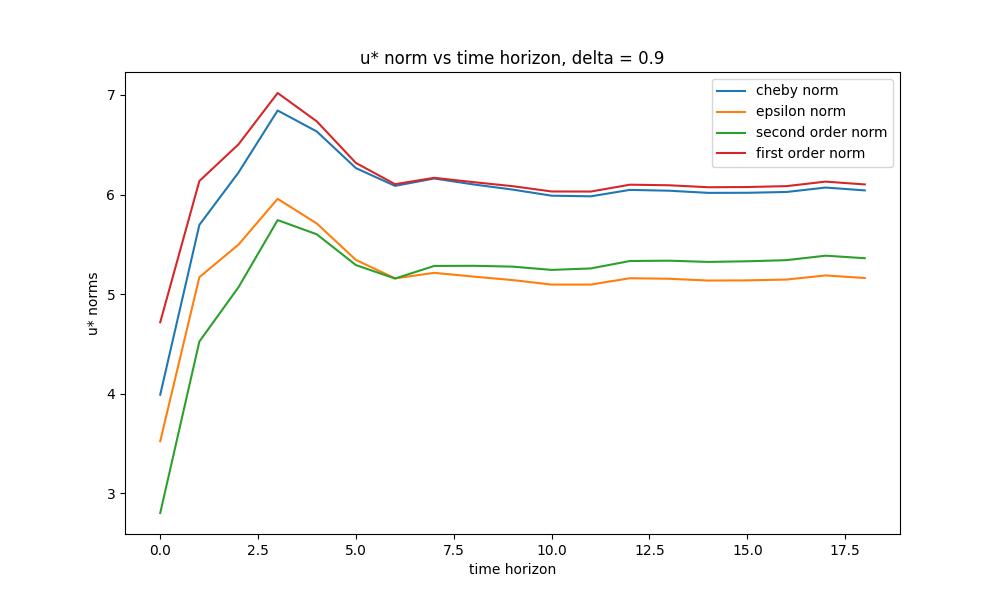 u* norm vs time horizon, delta = 0.9
cheby norm
epsilon norm
second order norm
first order norm
u* norms
7
6
5
4
3
0.0 2.5 5.0 7.5 10.0 12.5 15.0 17.5
time horizon